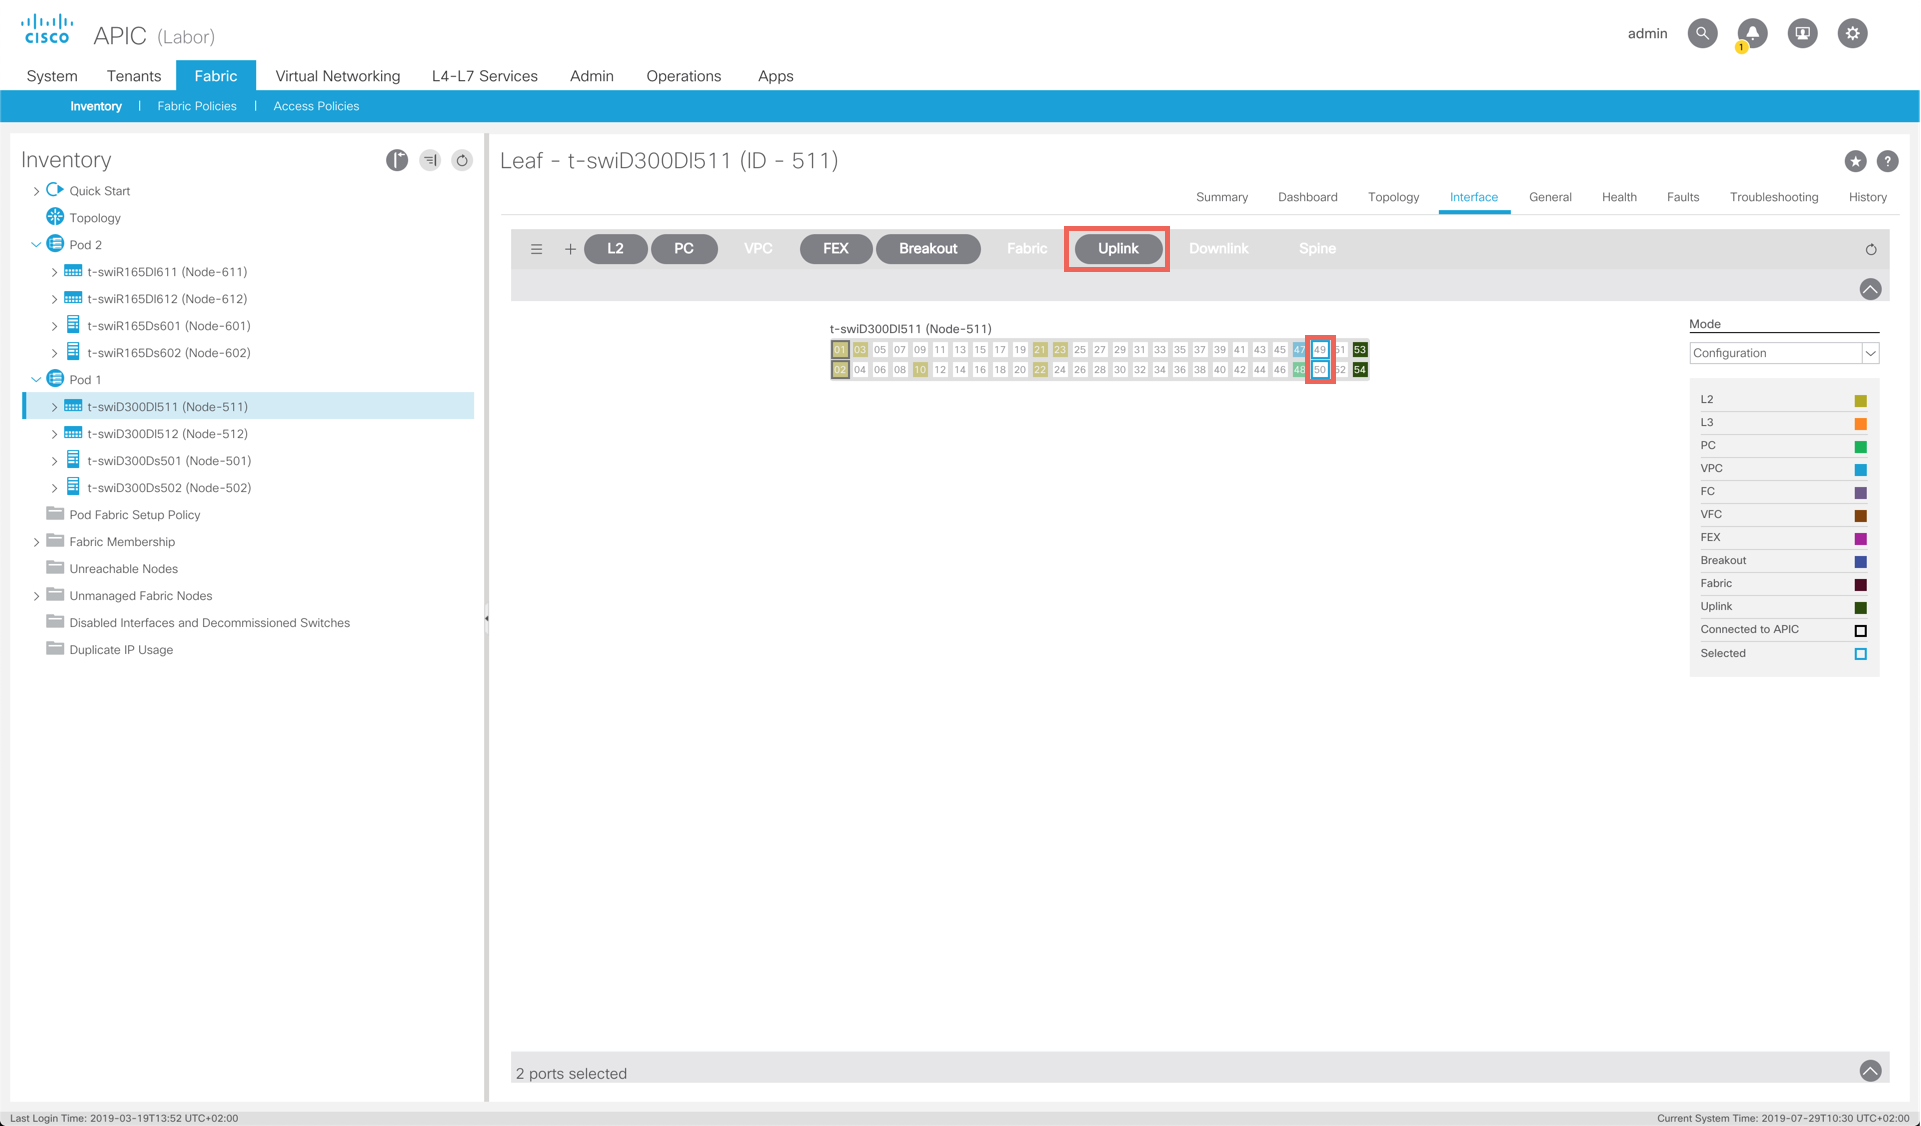 cisco APIC (Labor) admin 1
System Tenants Fabric Virtual Networking L4-L7 Services Admin Operations Apps
Inventory | Fabric Policies | Access Policies
Inventory
Quick Start
Topology
Pod 2
t-swiR165Dl611 (Node-611)
t-swiR165Dl612 (Node-612)
t-swiR165Ds601 (Node-601)
t-swiR165Ds602 (Node-602)
Pod 1
t-swiD300Dl511 (Node-511)
t-swiD300Dl512 (Node-512)
t-swiD300Ds501 (Node-501)
t-swiD300Ds502 (Node-502)
Pod Fabric Setup Policy
Fabric Membership
Unreachable Nodes
Unmanaged Fabric Nodes
Disabled Interfaces and Decommissioned Switches
Duplicate IP Usage
Leaf - t-swiD300Dl511 (ID - 511)
Summary Dashboard Topology Interface General Health Faults Troubleshooting History
L2 PC VPC FEX Breakout Fabric Uplink Downlink Spine
t-swiD300Dl511 (Node-511)
01 03 05 07 09 11 13 15 17 19 21 23 25 27 29 31 33 35 37 39 41 43 45 47 49 51 53
02 04 06 08 10 12 14 16 18 20 22 24 26 28 30 32 34 36 38 40 42 44 46 48 50 52 54
Mode
Configuration
L2
L3
PC
VPC
FC
VFC
FEX
Breakout
Fabric
Uplink
Connected to APIC
Selected
2 ports selected
Last Login Time: 2019-03-19T13:52 UTC+02:00
Current System Time: 2019-07-29T10:30 UTC+02:00